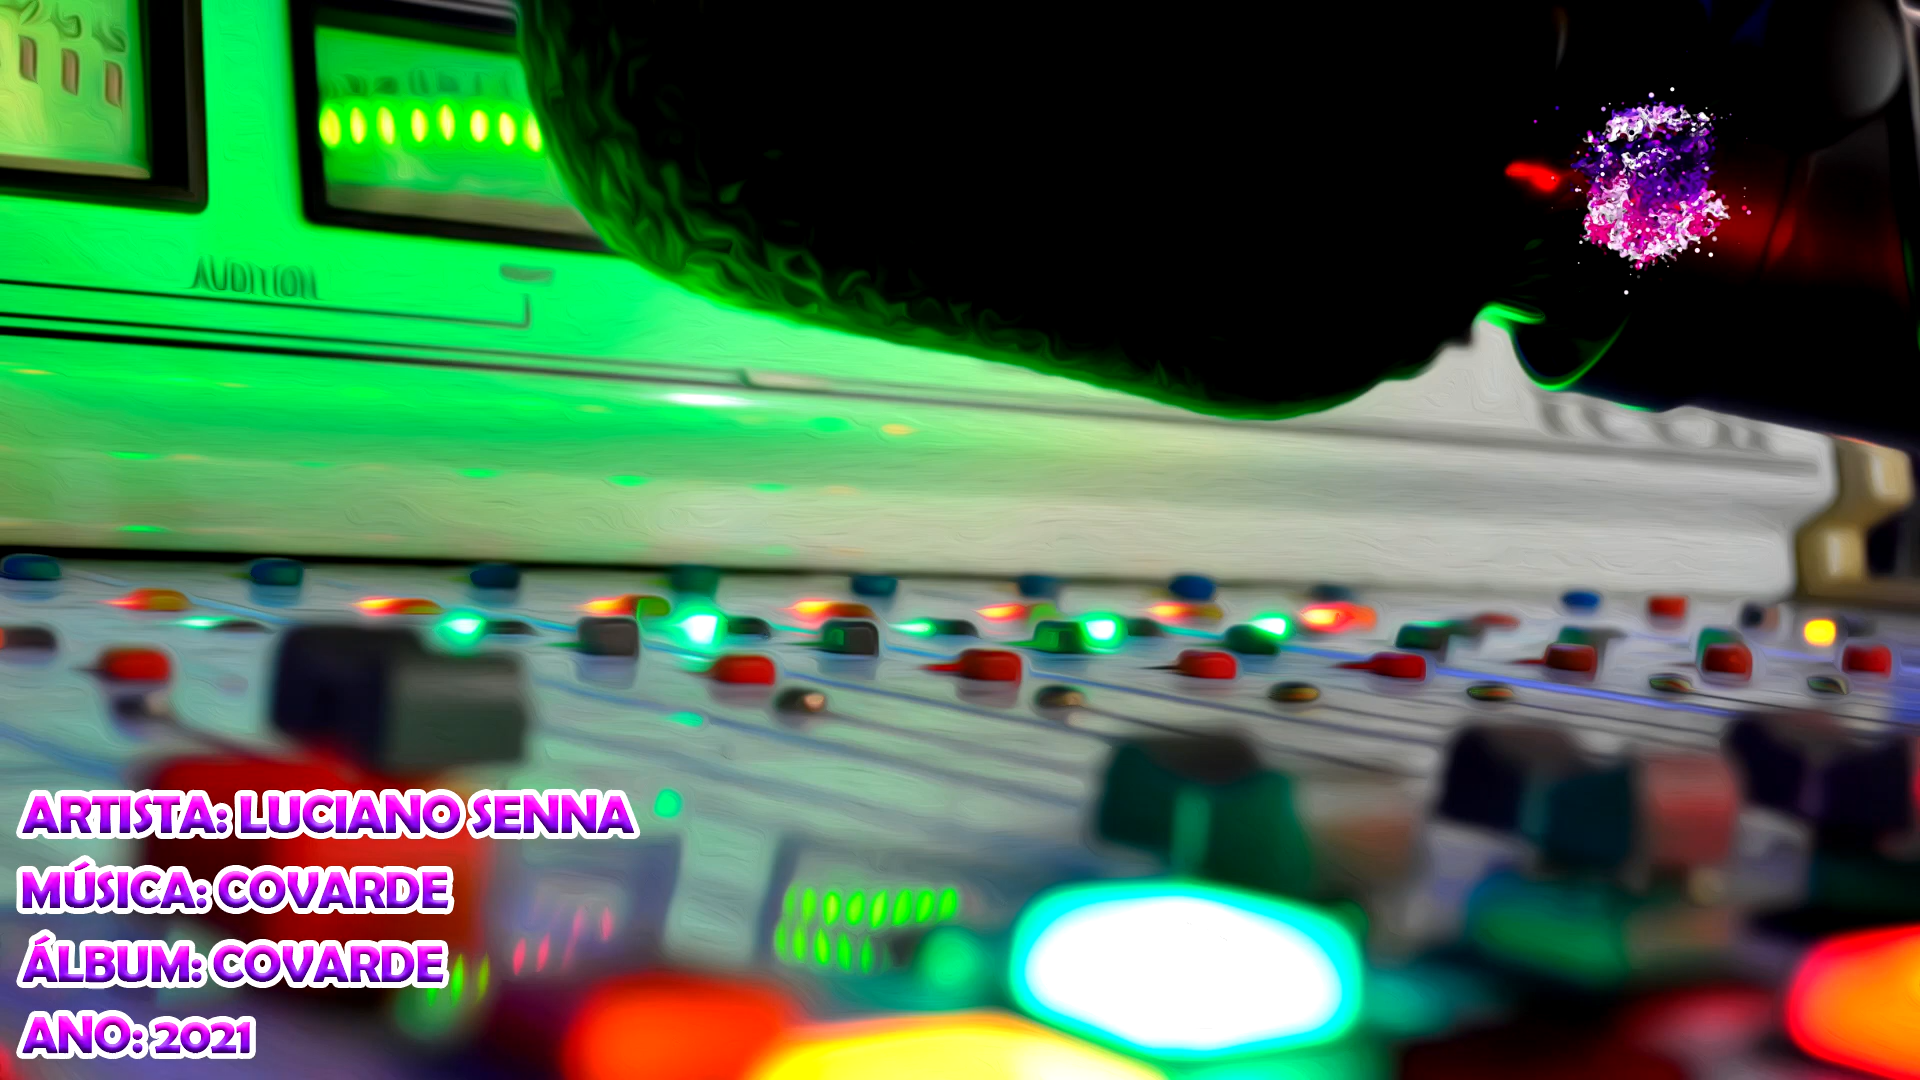 AUDITION
ARTISTA: LUCIANO SENNA
MÚSICA: COVARDE
ÁLBUM: COVARDE
ANO: 2021